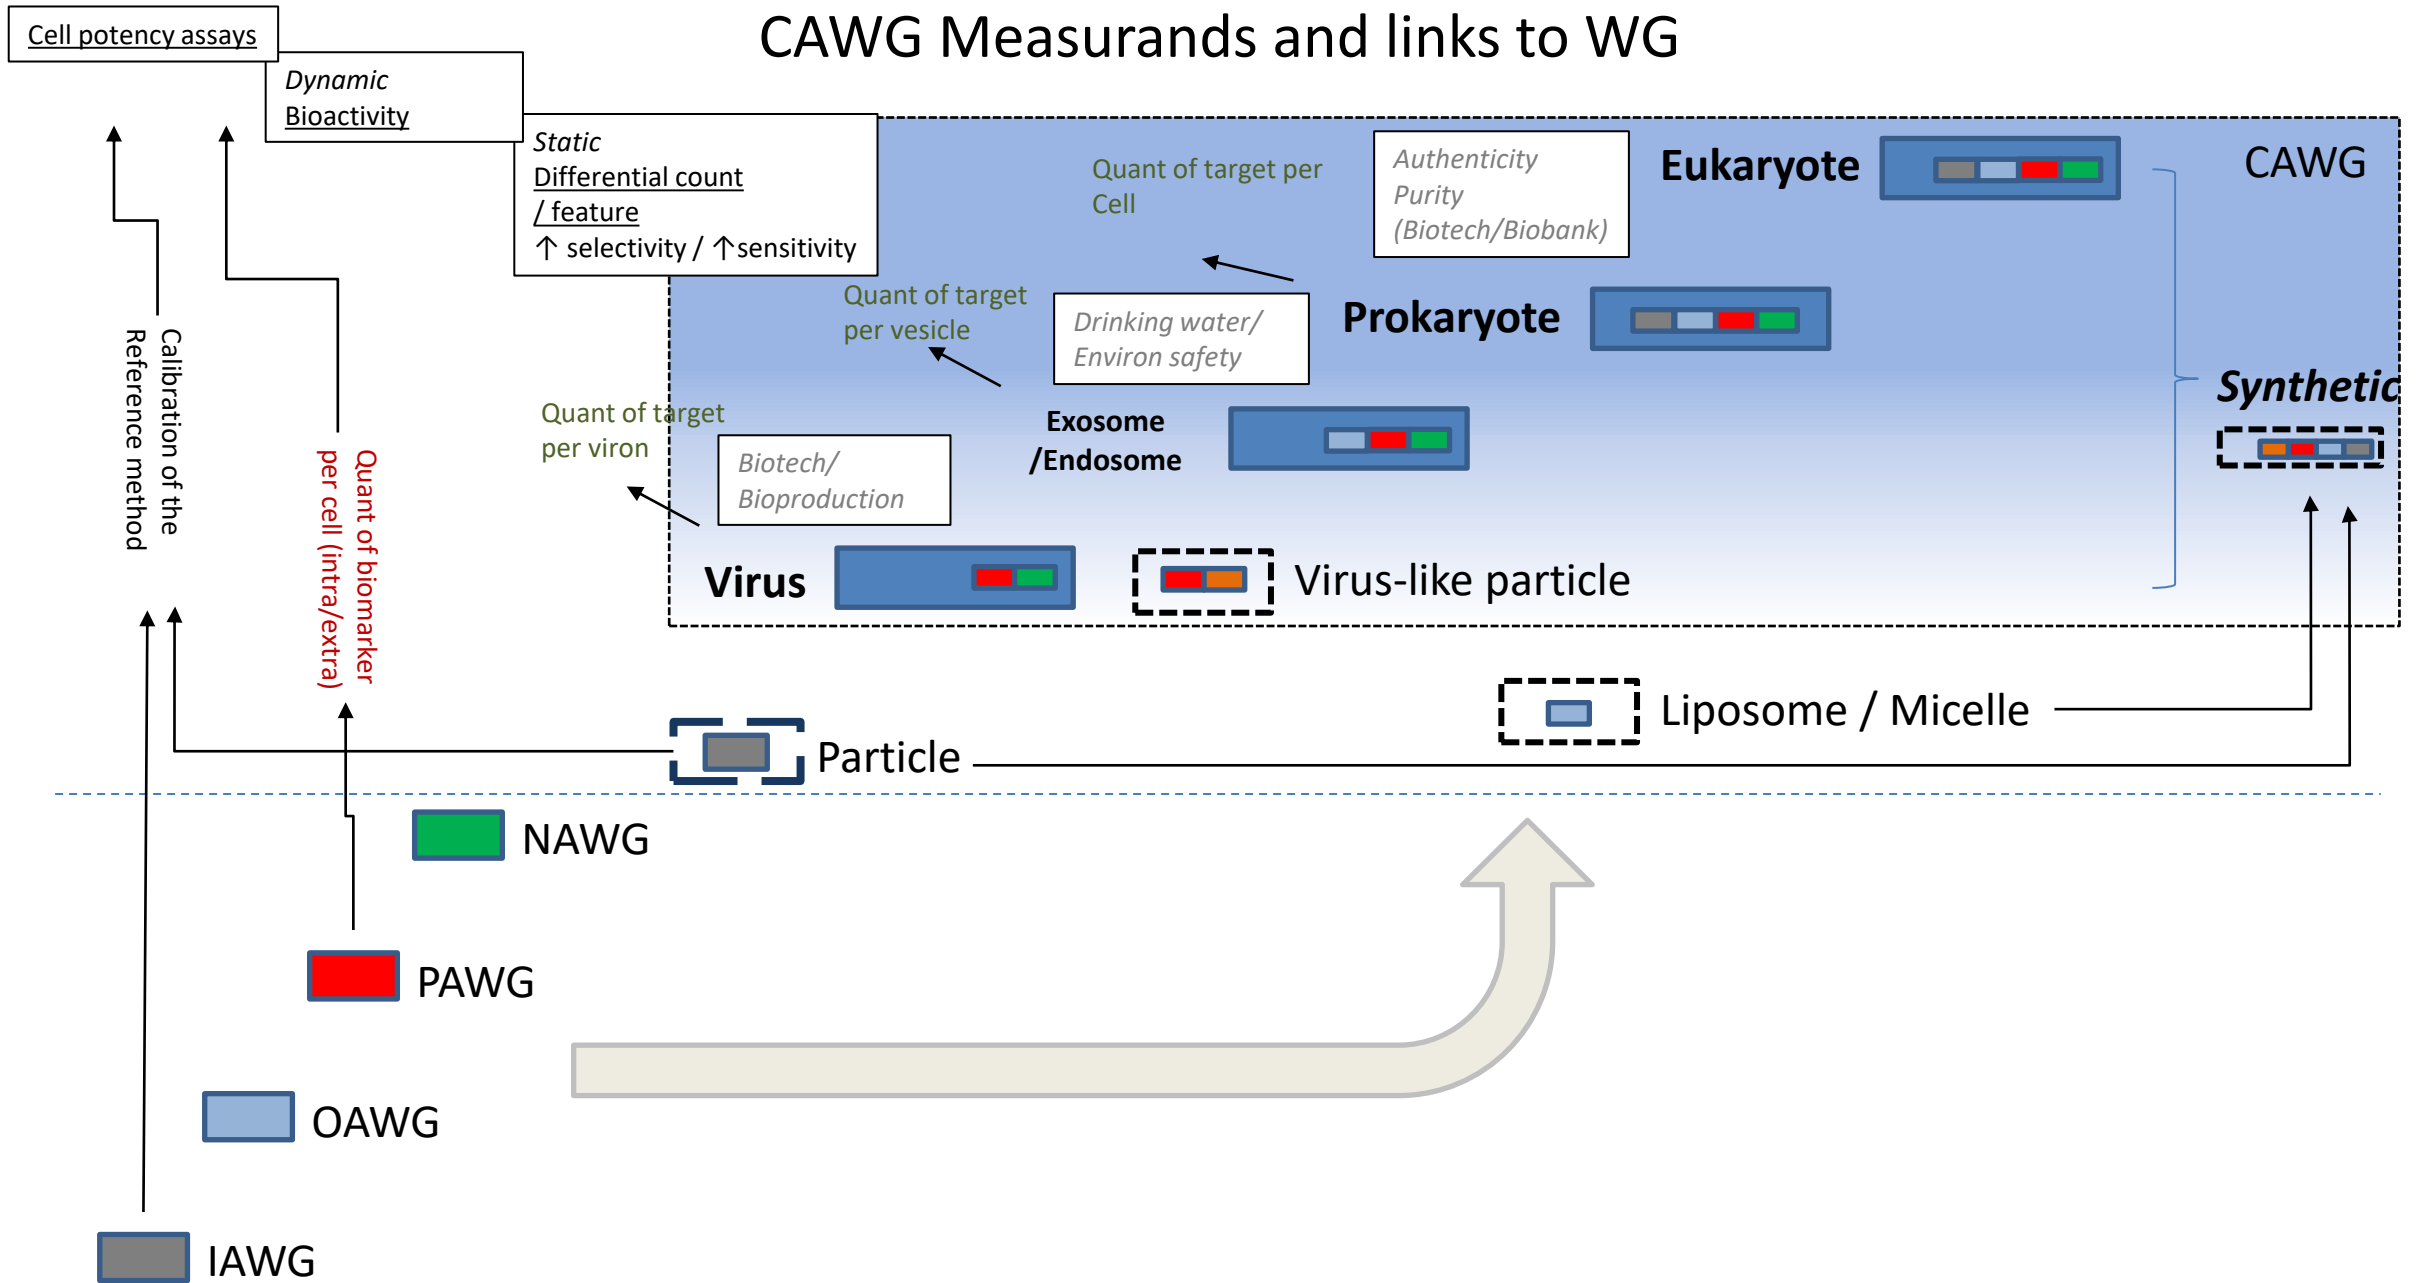 CAWG Measurands and links to WG
Cell potency assays
Dynamic
Bioactivity
Static
Differential count
/ feature
↑ selectivity / ↑sensitivity
Quant of target per
Cell
Authenticity
Purity
(Biotech/Biobank)
Eukaryote
CAWG
Quant of target
per vesicle
Drinking water/
Environ safety
Prokaryote
Synthetic
Quant of target
per viron
Biotech/
Bioproduction
Exosome
/Endosome
Virus
Virus-like particle
Calibration of the
Reference method
Quant of biomarker
per cell (intra/extra)
Liposome / Micelle
Particle
NAWG
PAWG
OAWG
IAWG